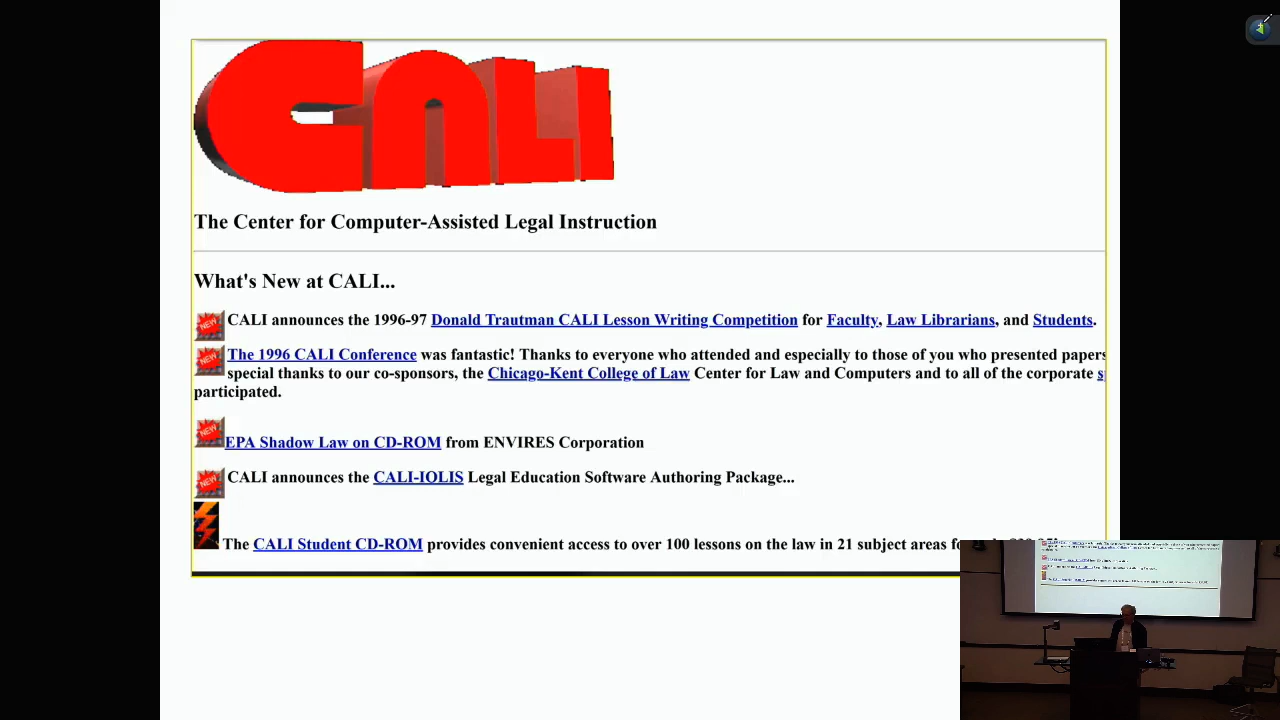 CALI
The Center for Computer-Assisted Legal Instruction
What's New at CALI...
NEW CALI announces the 1996-97 Donald Trautman CALI Lesson Writing Competition for Faculty, Law Librarians, and Students.
NEW The 1996 CALI Conference was fantastic! Thanks to everyone who attended and especially to those of you who presented papers
special thanks to our co-sponsors, the Chicago-Kent College of Law Center for Law and Computers and to all of the corporate s
participated.
NEW EPA Shadow Law on CD-ROM from ENVIRES Corporation
NEW CALI announces the CALI-IOLIS Legal Education Software Authoring Package...
The CALI Student CD-ROM provides convenient access to over 100 lessons on the law in 21 subject areas fo